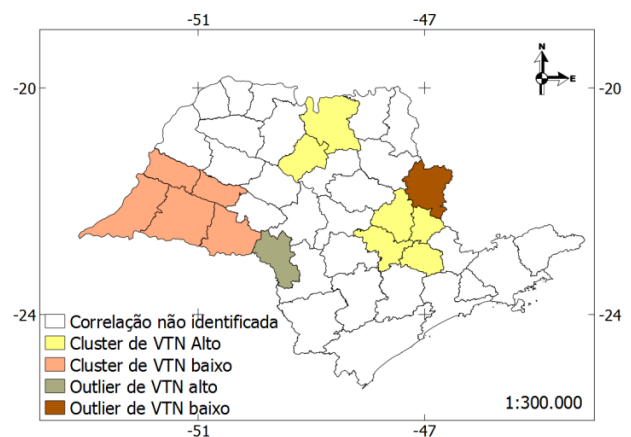 -51 -47
-20 -20
N
E
-24 -24
Correlação não identificada
Cluster de VTN Alto
Cluster de VTN baixo
Outlier de VTN alto
Outlier de VTN baixo
1:300.000
-51 -47